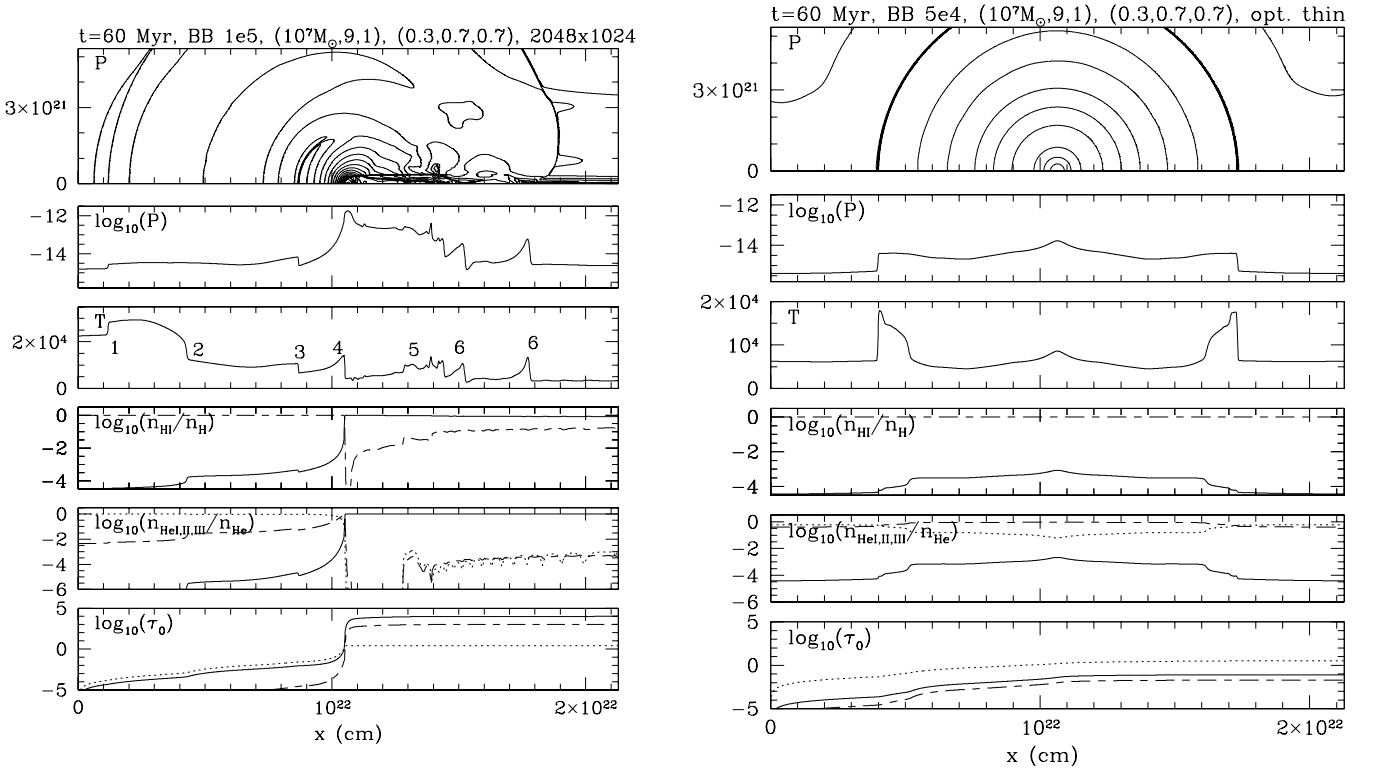 t=60 Myr, BB 1e5, (10⁷M⊙,9,1), (0.3,0.7,0.7), 2048x1024
P
3×10²¹
0
log₁₀(P)
−12
−14
T
2×10⁴
0
1 2 3 4 5 6 6
log₁₀(n_HI/n_H)
0
−2
−4
log₁₀(n_HeI,II,III/n_He)
0
−2
−4
−6
log₁₀(τ₀)
5
0
−5
0 10²² 2×10²²
x (cm)
t=60 Myr, BB 5e4, (10⁷M⊙,9,1), (0.3,0.7,0.7), opt. thin
P
3×10²¹
0
log₁₀(P)
−12
−14
T
2×10⁴
10⁴
0
log₁₀(n_HI/n_H)
0
−2
−4
log₁₀(n_HeI,II,III/n_He)
0
−2
−4
−6
log₁₀(τ₀)
5
0
−5
0 10²² 2×10²²
x (cm)